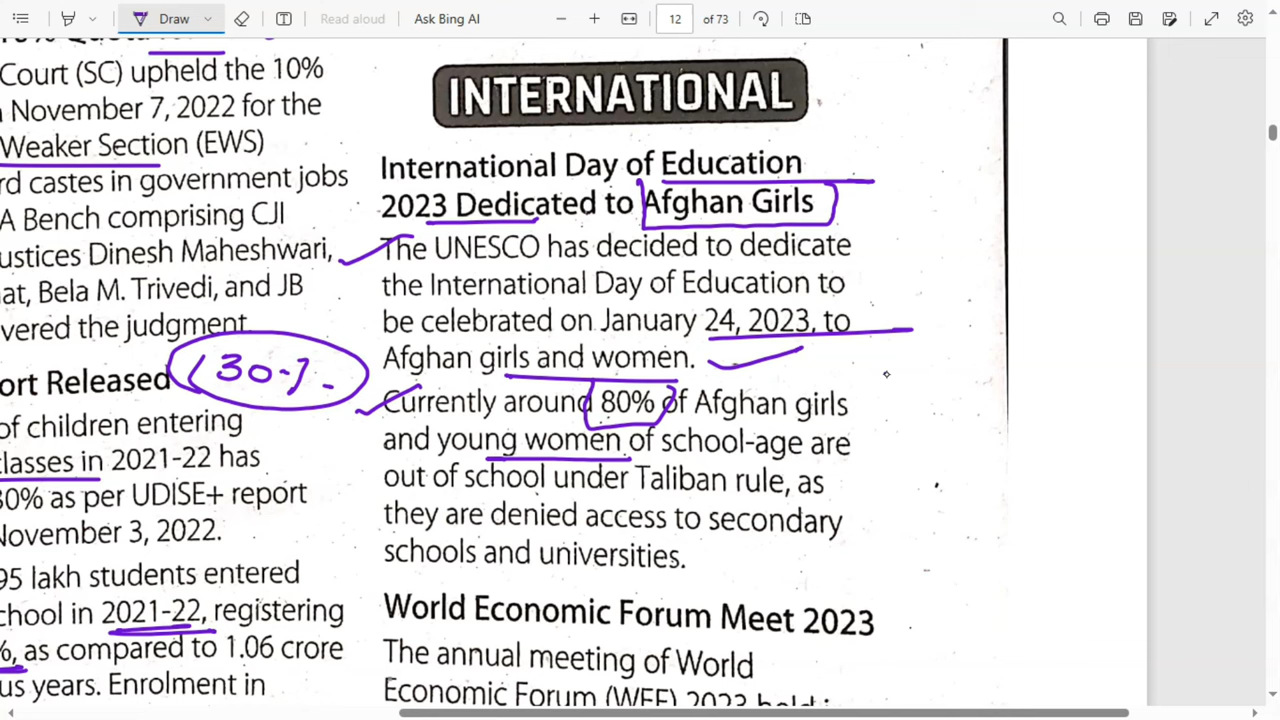 Draw
Read aloud
Ask Bing AI
12
of 73
Court (SC) upheld the 10%
November 7, 2022 for the
Weaker Section (EWS)
rd castes in government jobs
A Bench comprising CJI
ustices Dinesh Maheshwari,
at, Bela M. Trivedi, and JB
vered the judgment
ort Released
of children entering
classes in 2021-22 has
30% as per UDISE+ report
November 3, 2022.
95 lakh students entered
chool in 2021-22, registering
%, as compared to 1.06 crore
us years. Enrolment in
INTERNATIONAL
International Day of Education
2023 Dedicated to Afghan Girls
The UNESCO has decided to dedicate
the International Day of Education to
be celebrated on January 24, 2023, to
Afghan girls and women.
Currently around 80% of Afghan girls
and young women of school-age are
out of school under Taliban rule, as
they are denied access to secondary
schools and universities.
World Economic Forum Meet 2023
The annual meeting of World
Economic Forum (WEF) 2023 held